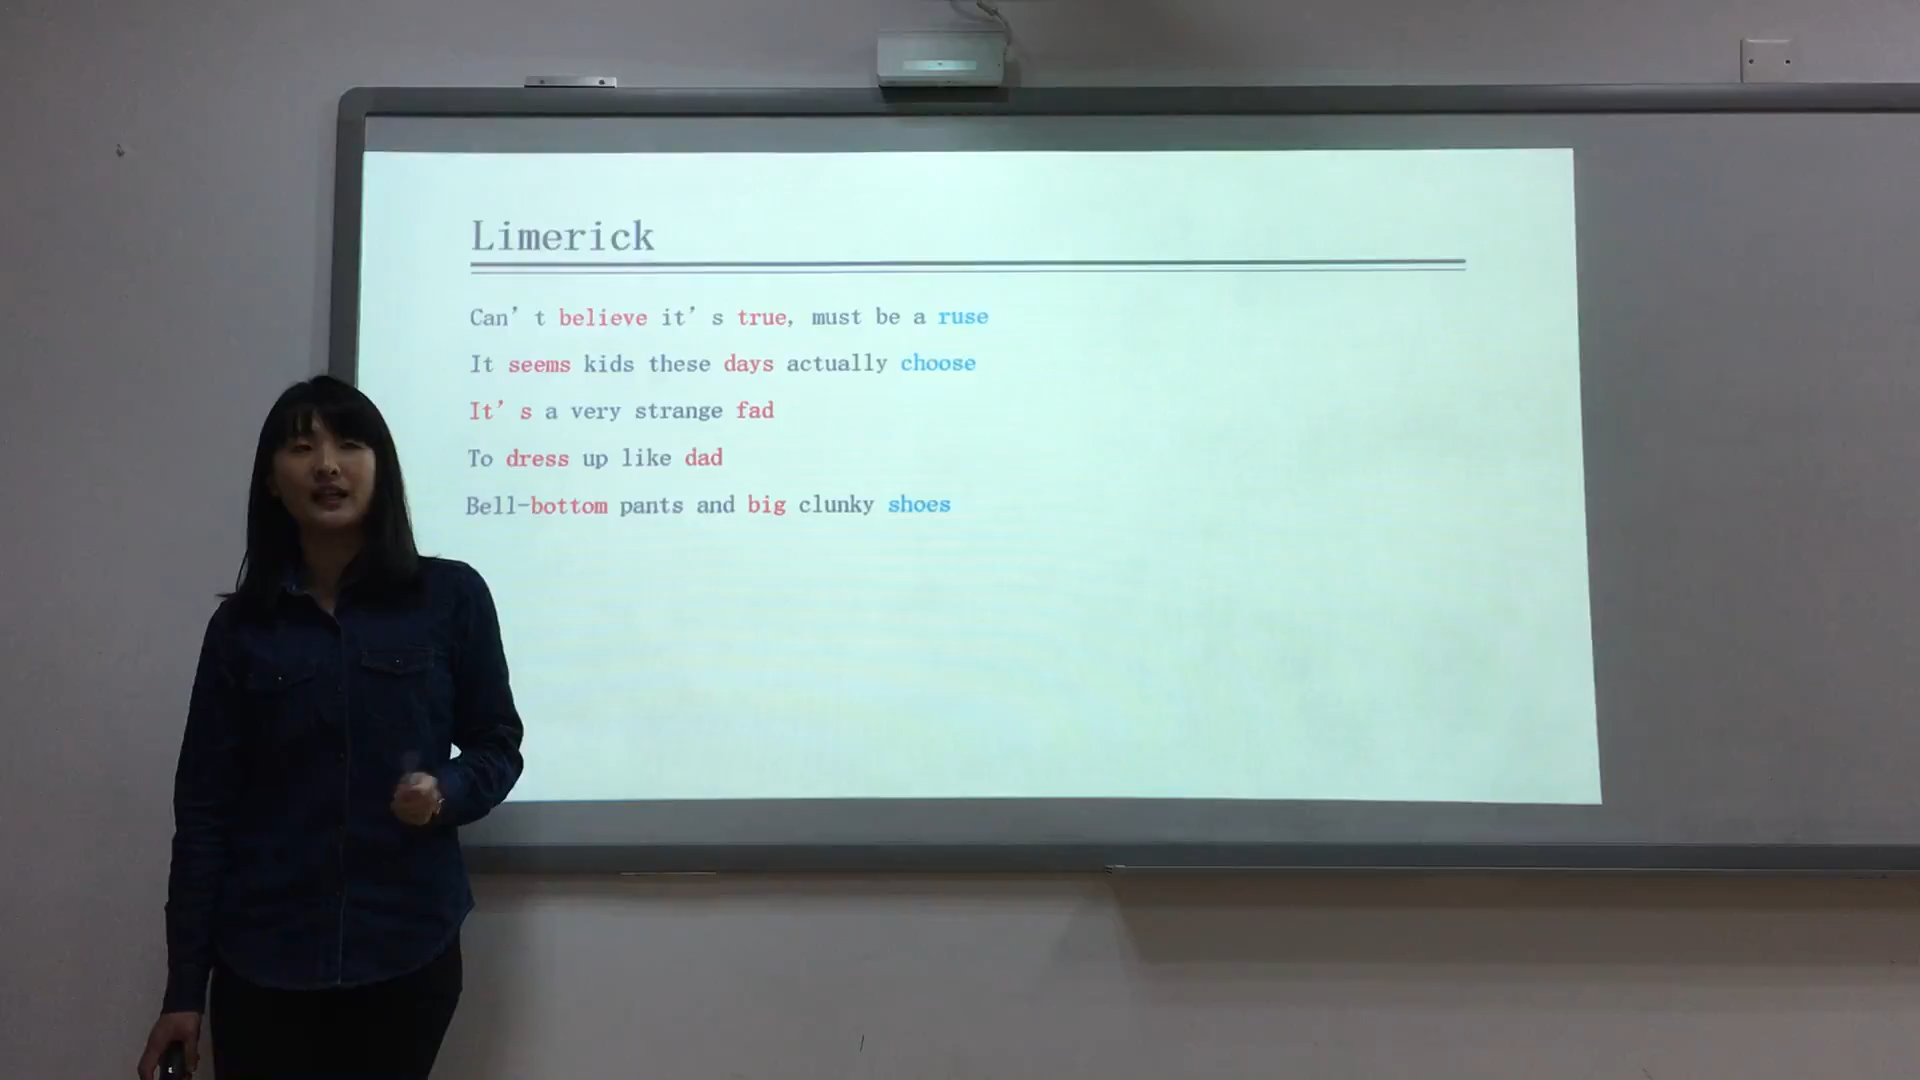 Limerick
Can't believe it's true, must be a ruse
It seems kids these days actually choose
It's a very strange fad
To dress up like dad
Bell-bottom pants and big clunky shoes